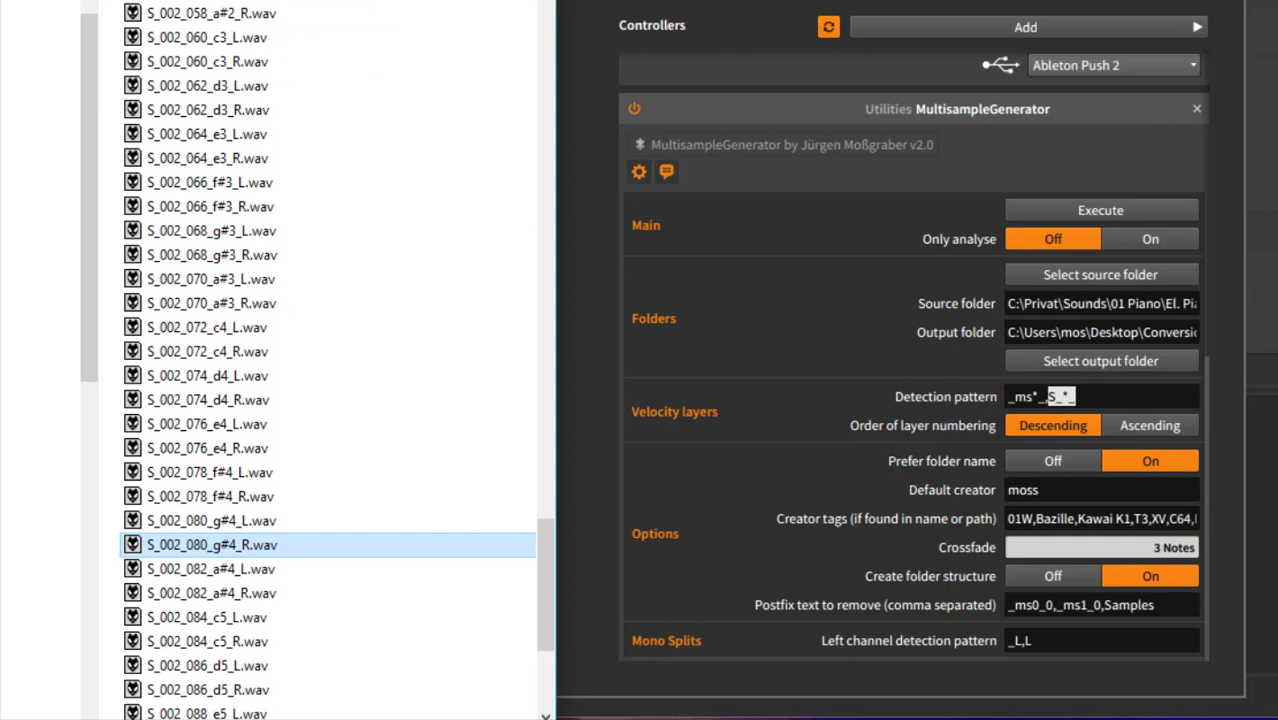 S_002_058_a#2_R.wav
S_002_060_c3_L.wav
S_002_060_c3_R.wav
S_002_062_d3_L.wav
S_002_062_d3_R.wav
S_002_064_e3_L.wav
S_002_064_e3_R.wav
S_002_066_f#3_L.wav
S_002_066_f#3_R.wav
S_002_068_g#3_L.wav
S_002_068_g#3_R.wav
S_002_070_a#3_L.wav
S_002_070_a#3_R.wav
S_002_072_c4_L.wav
S_002_072_c4_R.wav
S_002_074_d4_L.wav
S_002_074_d4_R.wav
S_002_076_e4_L.wav
S_002_076_e4_R.wav
S_002_078_f#4_L.wav
S_002_078_f#4_R.wav
S_002_080_g#4_L.wav
S_002_080_g#4_R.wav
S_002_082_a#4_L.wav
S_002_082_a#4_R.wav
S_002_084_c5_L.wav
S_002_084_c5_R.wav
S_002_086_d5_L.wav
S_002_086_d5_R.wav
S_002_088_e5_L.wav
Controllers Add
Ableton Push 2
Utilities MultisampleGenerator
MultisampleGenerator by Jürgen Moßgraber v2.0
Main
Execute
Only analyse Off On
Folders
Select source folder
Source folder C:\Privat\Sounds\01 Piano\El. Pia
Output folder C:\Users\mos\Desktop\Conversio
Select output folder
Velocity layers
Detection pattern _ms*_,S_*_
Order of layer numbering Descending Ascending
Options
Prefer folder name Off On
Default creator moss
Creator tags (if found in name or path) 01W,Bazille,Kawai K1,T3,XV,C64,
Crossfade 3 Notes
Create folder structure Off On
Postfix text to remove (comma separated) _ms0_0,_ms1_0,Samples
Mono Splits Left channel detection pattern _L,L